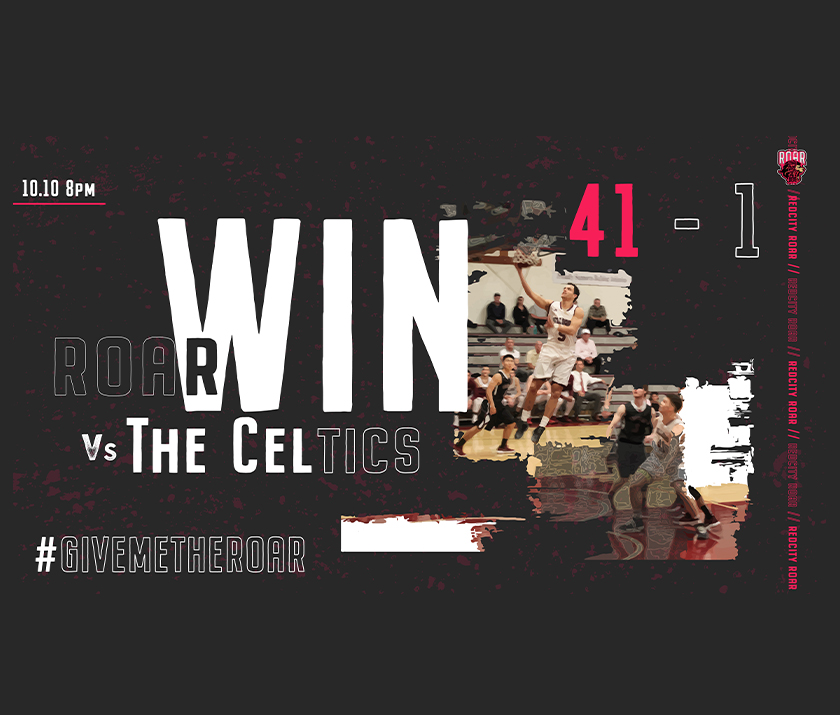 10.10 8PM
41 - 1
WIN
ROAR
Vs THE CELTICS
#GIVEMETHEROAR
ROAR
REDCITY ROAR // REDCITY ROAR // REDCITY ROAR // REDCITY ROAR // REDCITY ROAR